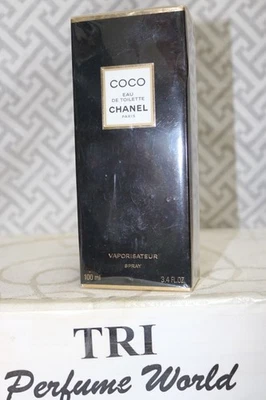 COCO
EAU
DE TOILETTE
CHANEL
PARIS
VAPORISATEUR
SPRAY
100 ml 3.4 FL.OZ.
TRI
Perfume World